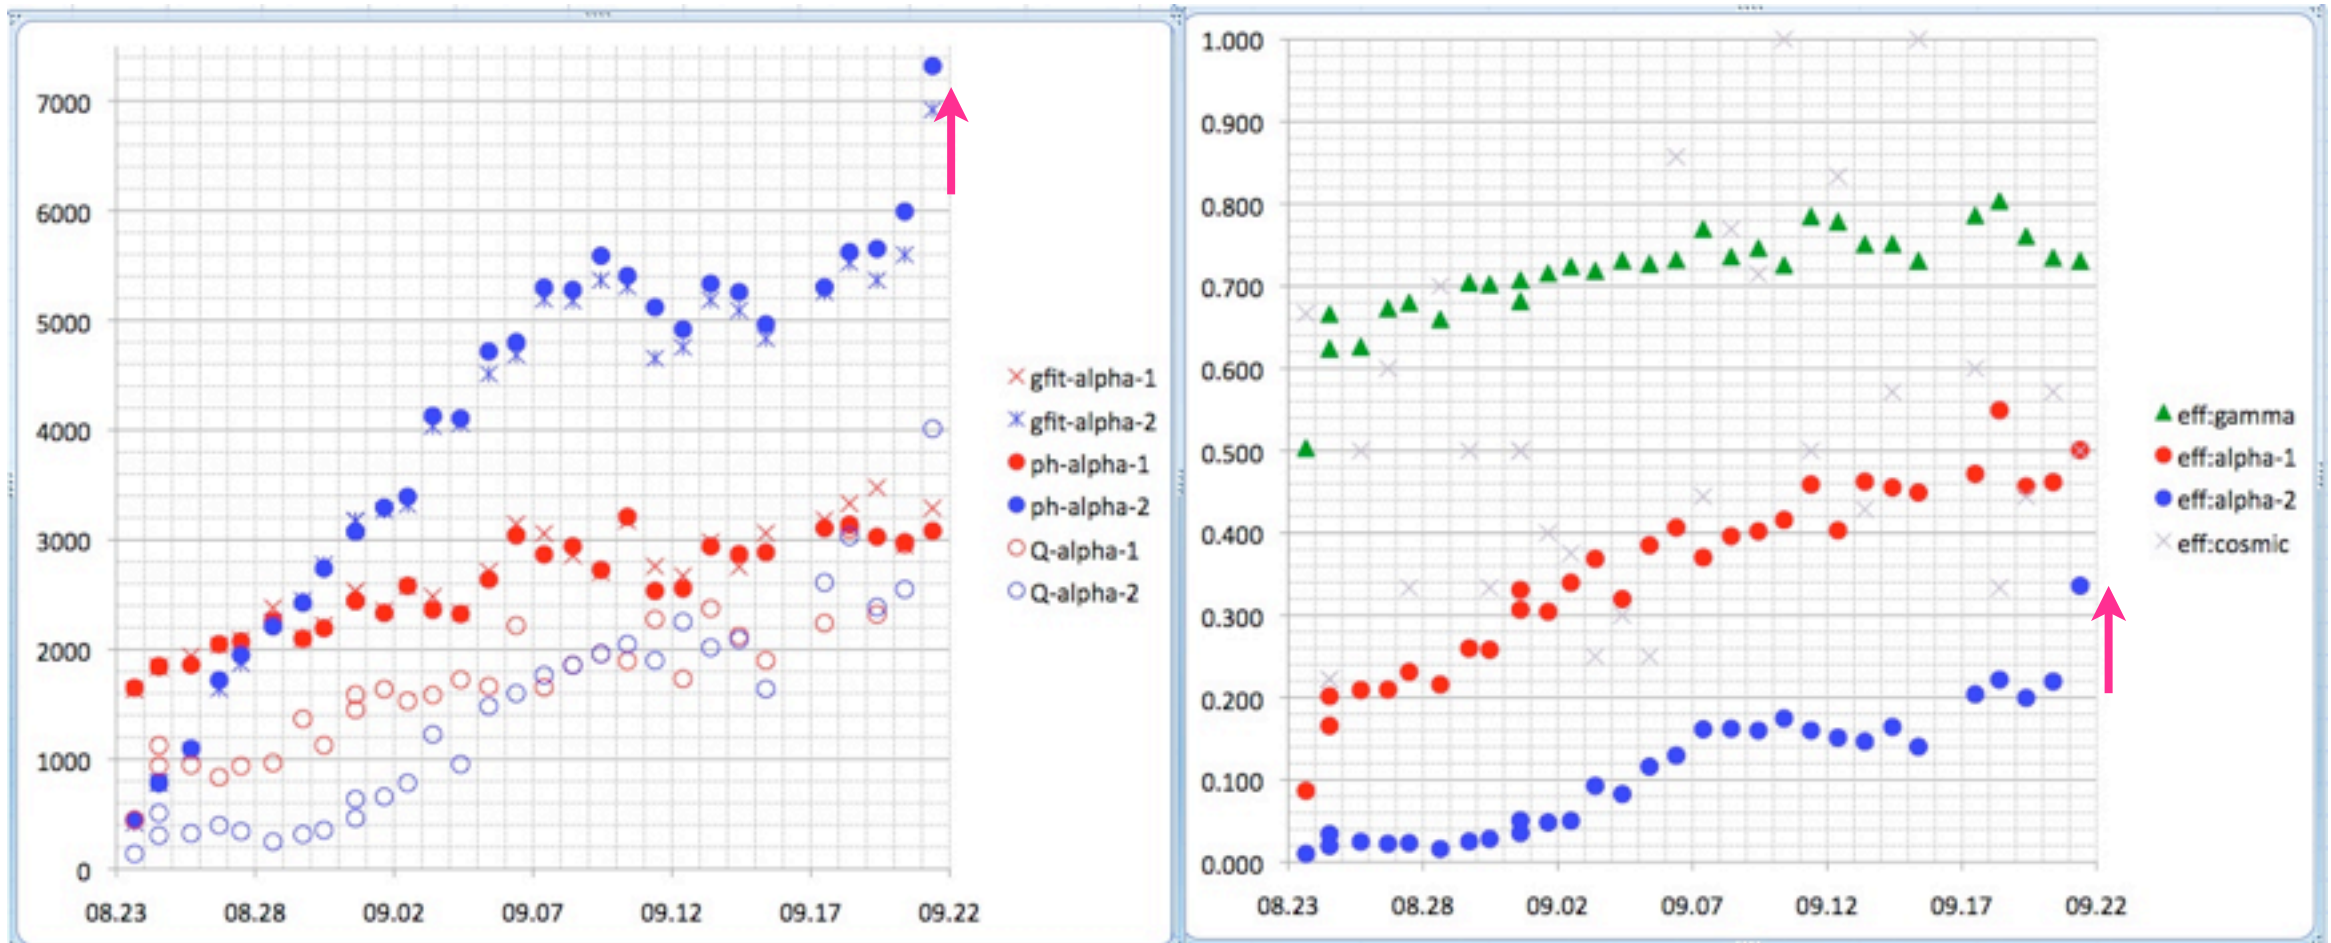 7000
6000
5000
4000
3000
2000
1000
0
08.23 08.28 09.02 09.07 09.12 09.17 09.22
gfit-alpha-1
gfit-alpha-2
ph-alpha-1
ph-alpha-2
Q-alpha-1
Q-alpha-2
1.000
0.900
0.800
0.700
0.600
0.500
0.400
0.300
0.200
0.100
0.000
08.23 08.28 09.02 09.07 09.12 09.17 09.22
eff:gamma
eff:alpha-1
eff:alpha-2
eff:cosmic